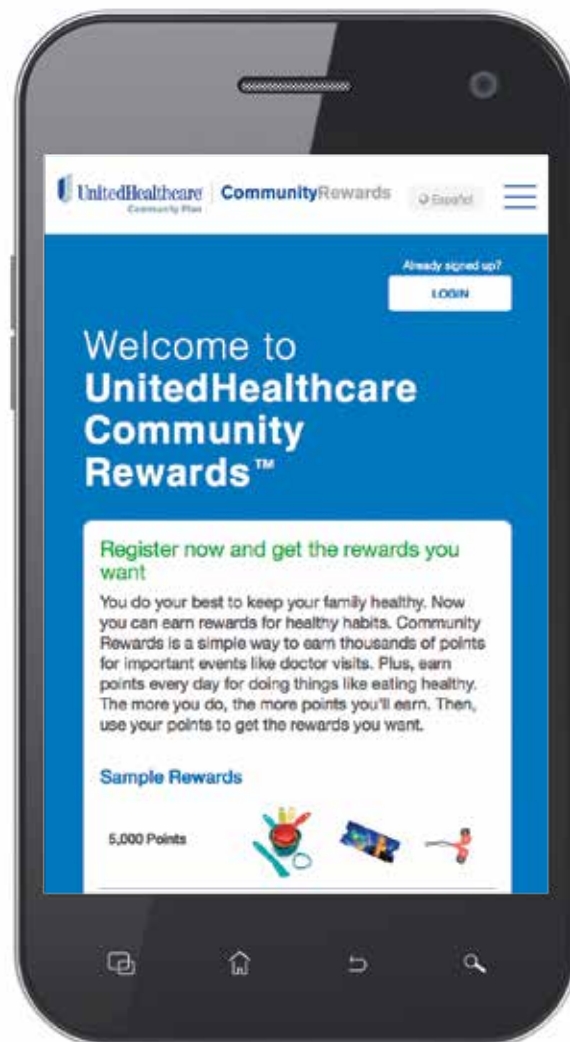 UnitedHealthcare
Community Plan
CommunityRewards
Español
Already signed up?
LOGIN
Welcome to
UnitedHealthcare
Community
Rewards™
Register now and get the rewards you
want
You do your best to keep your family healthy. Now
you can earn rewards for healthy habits. Community
Rewards is a simple way to earn thousands of points
for important events like doctor visits. Plus, earn
points every day for doing things like eating healthy.
The more you do, the more points you'll earn. Then,
use your points to get the rewards you want.
Sample Rewards
5,000 Points